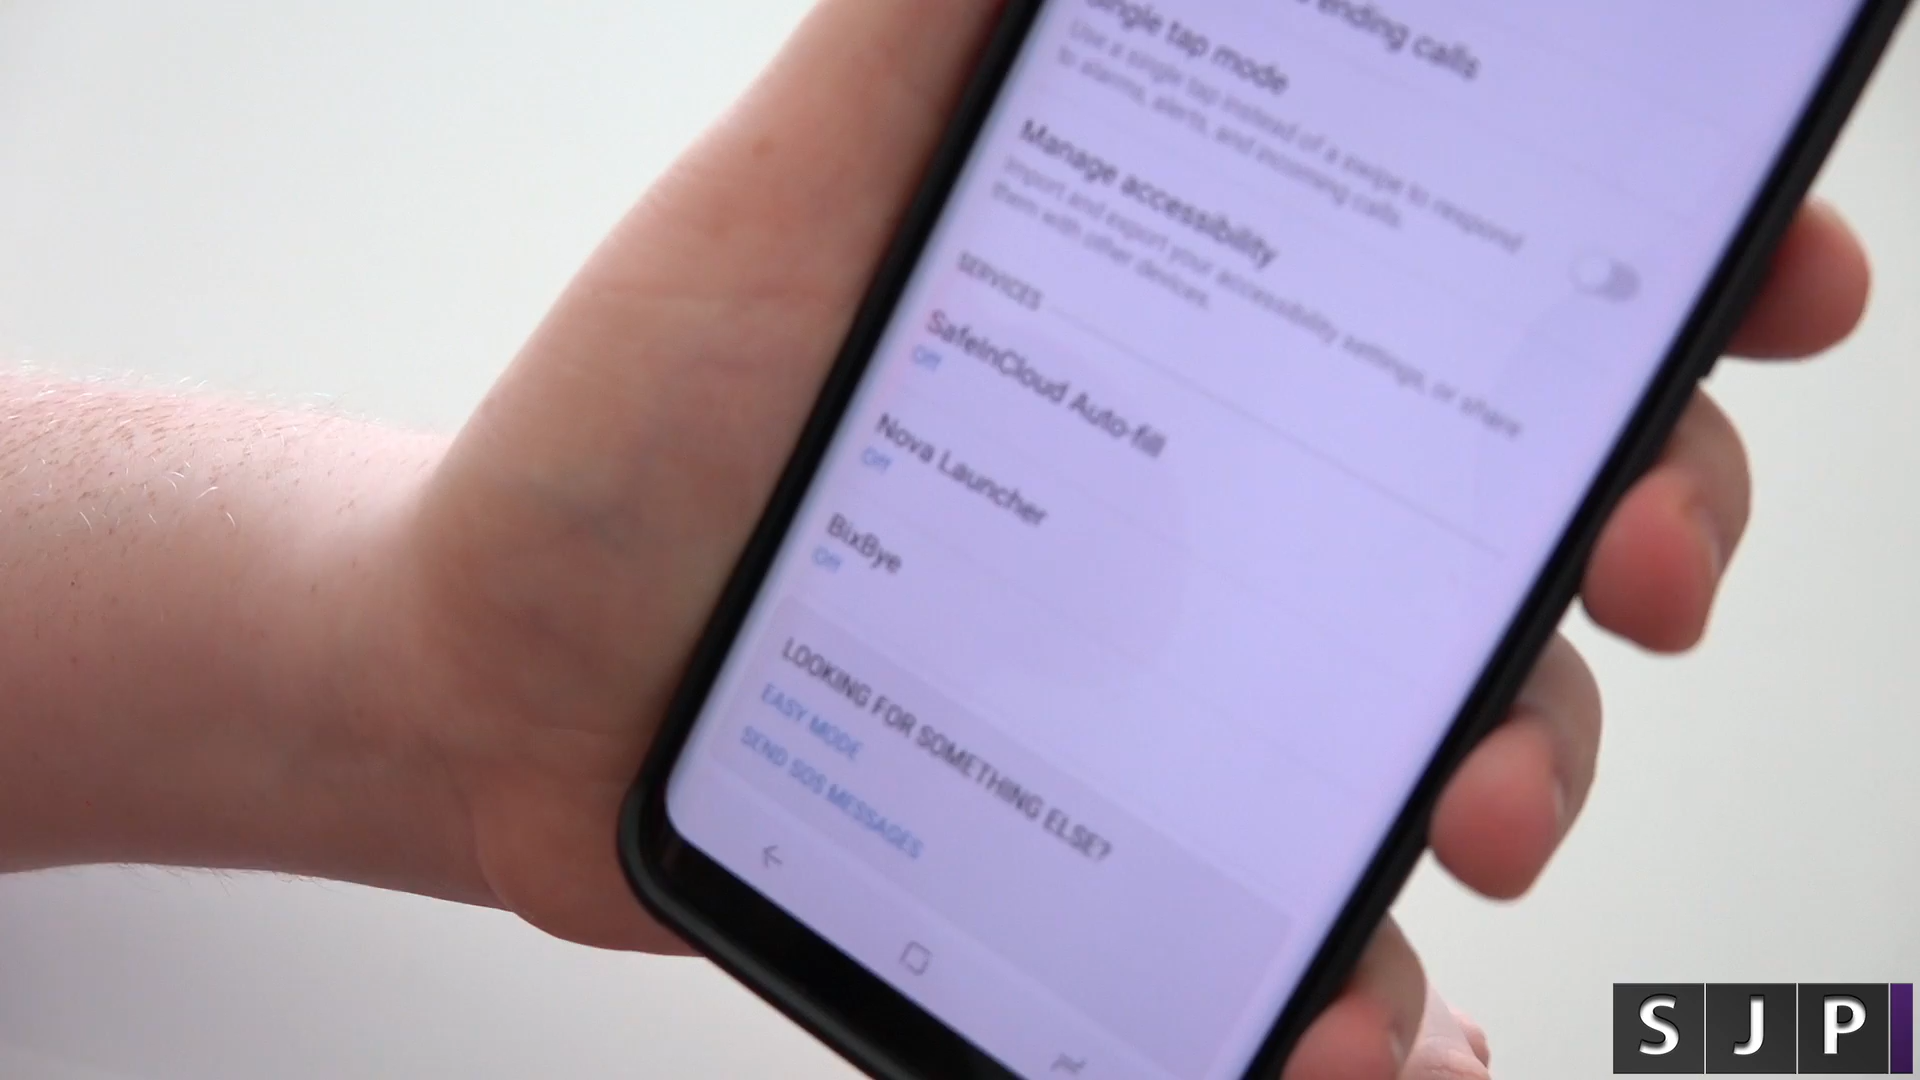 ending calls
Single tap mode
Use a single tap instead of a swipe to respond
to alarms, alerts, and incoming calls.
Manage accessibility
Import and export your accessibility settings, or share
them with other devices.
SERVICES
SafeInCloud Auto-fill
Off
Nova Launcher
Off
BixBye
Off
LOOKING FOR SOMETHING ELSE?
EASY MODE
SEND SOS MESSAGES
SJP